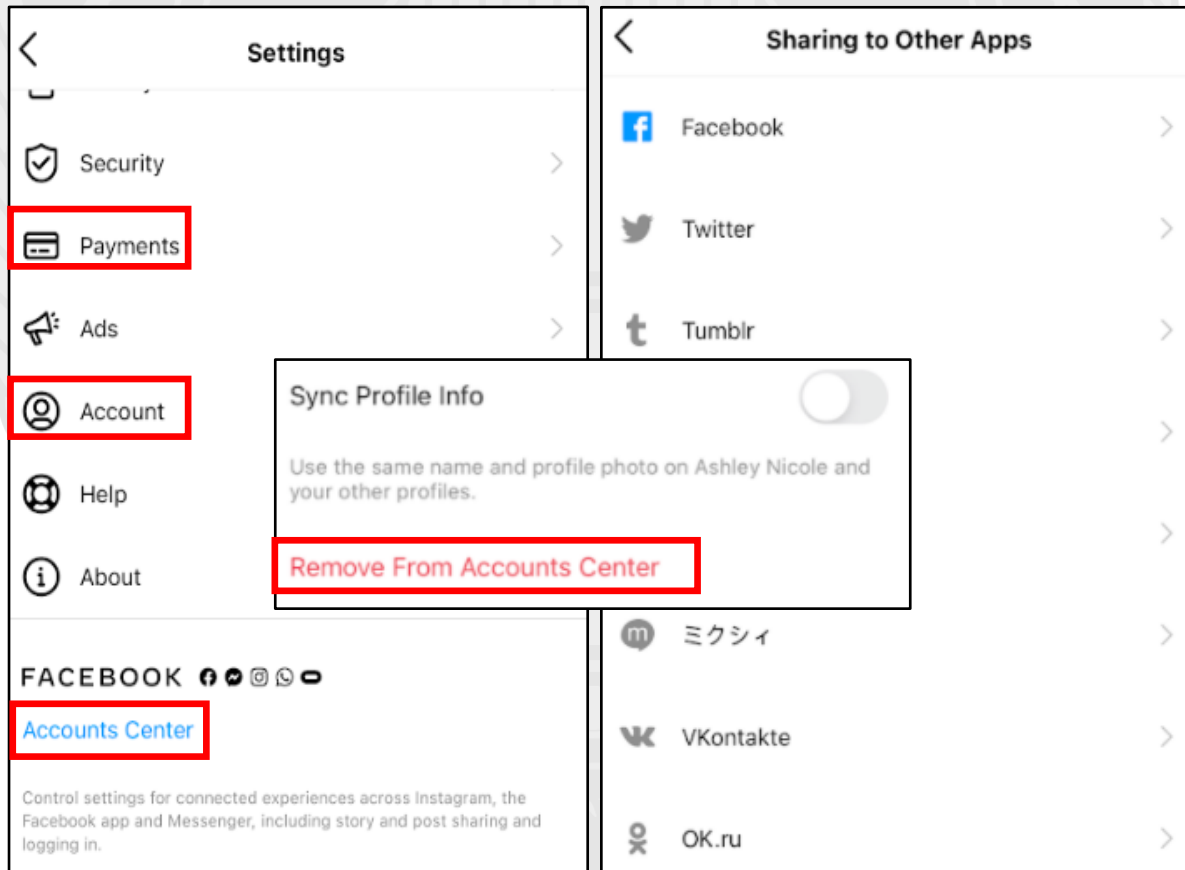 Settings
Security
Payments
Ads
Account
Help
About
FACEBOOK
Accounts Center
Control settings for connected experiences across Instagram, the
Facebook app and Messenger, including story and post sharing and
logging in.
Sync Profile Info
Use the same name and profile photo on Ashley Nicole and
your other profiles.
Remove From Accounts Center
Sharing to Other Apps
Facebook
Twitter
Tumblr
ミクシィ
VKontakte
OK.ru